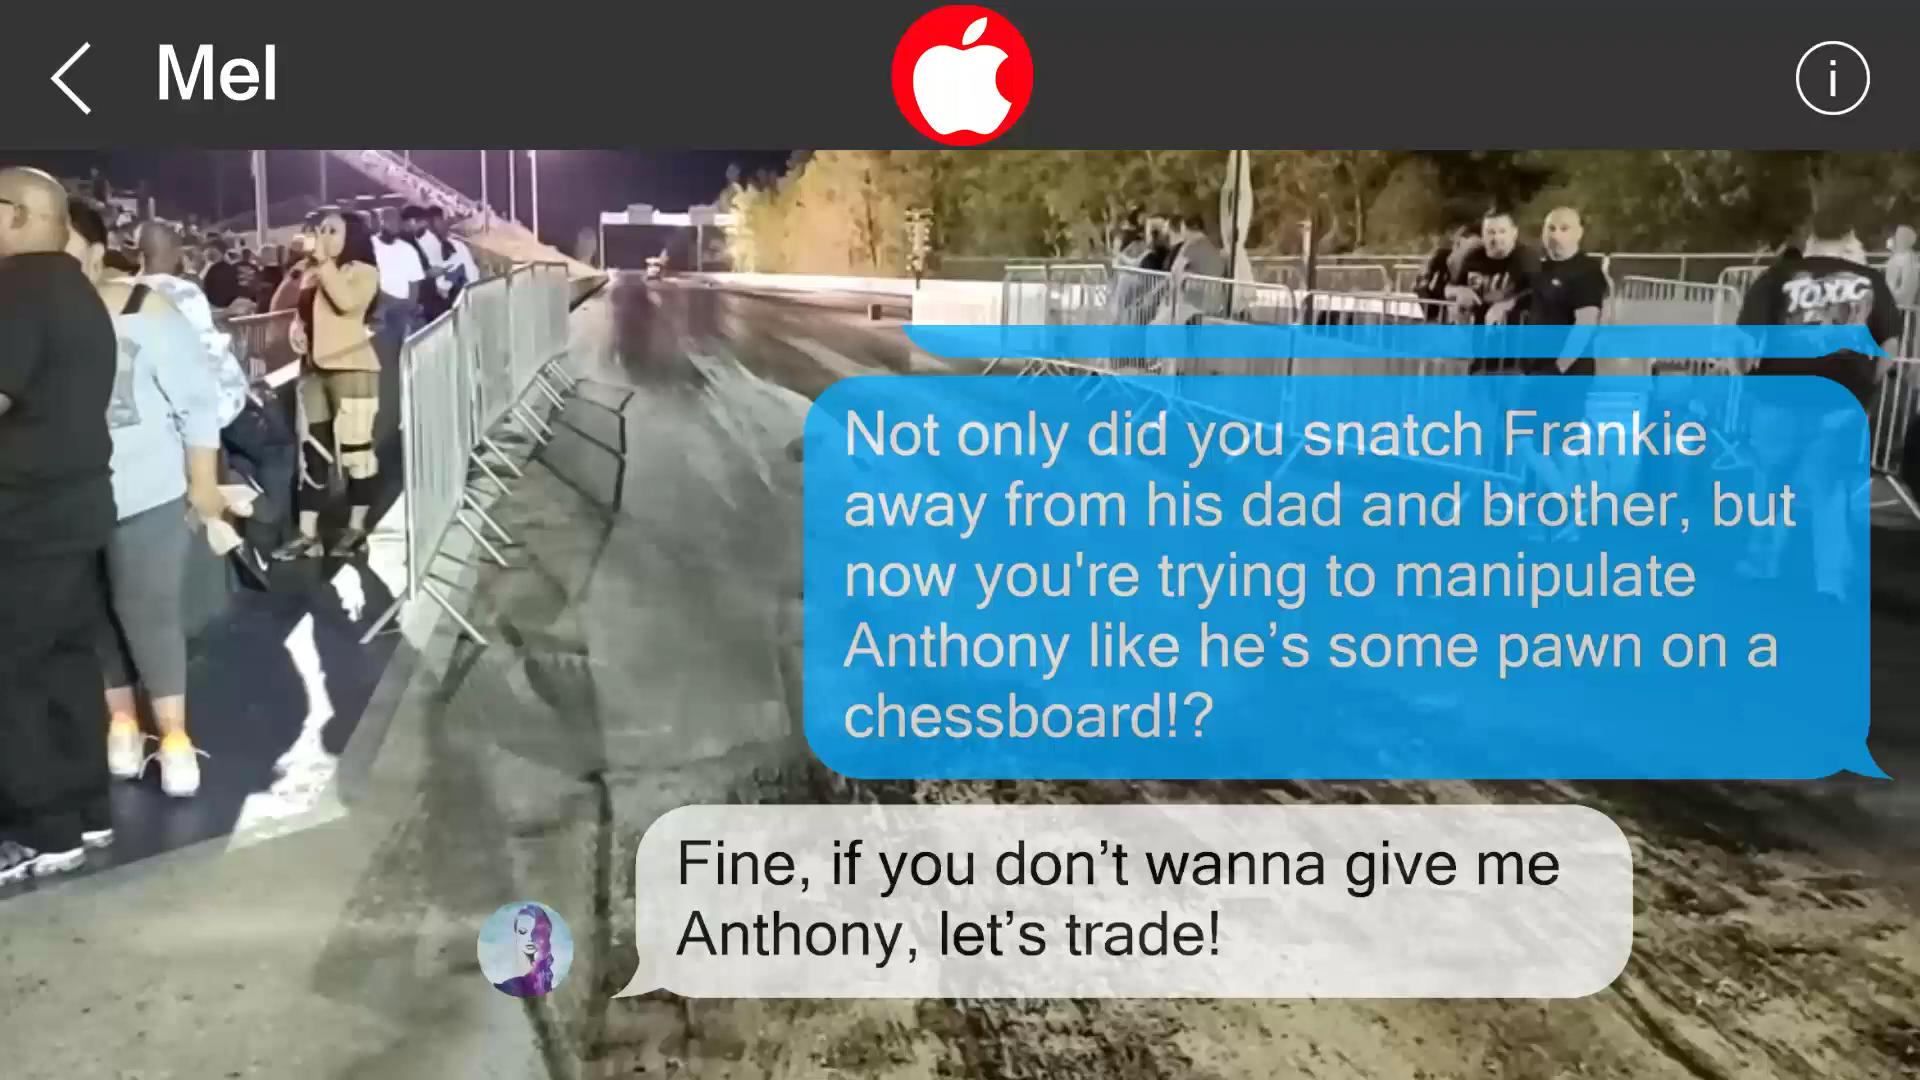 Mel
i
TOXIC
Not only did you snatch Frankie
away from his dad and brother, but
now you're trying to manipulate
Anthony like he’s some pawn on a
chessboard!?
Fine, if you don’t wanna give me
Anthony, let’s trade!